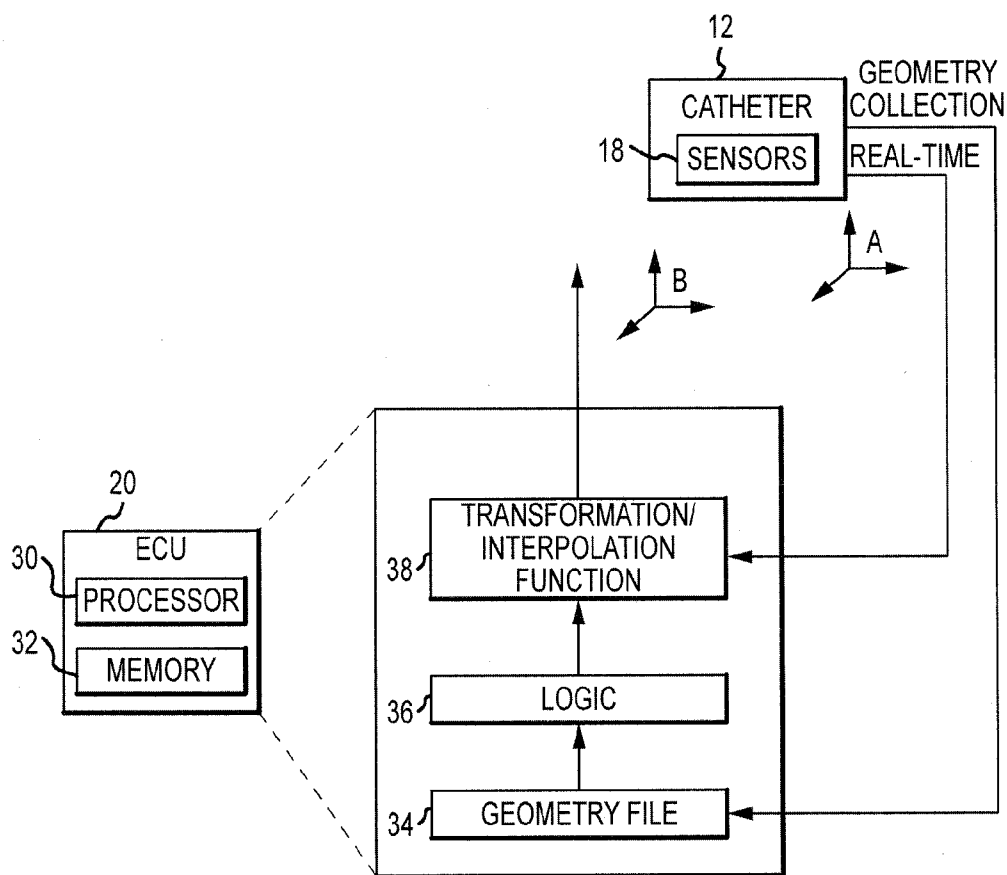 12
CATHETER
18
SENSORS
GEOMETRY
COLLECTION
REAL-TIME
A
B
20
ECU
30
PROCESSOR
32
MEMORY
38
TRANSFORMATION/
INTERPOLATION
FUNCTION
36
LOGIC
34
GEOMETRY FILE